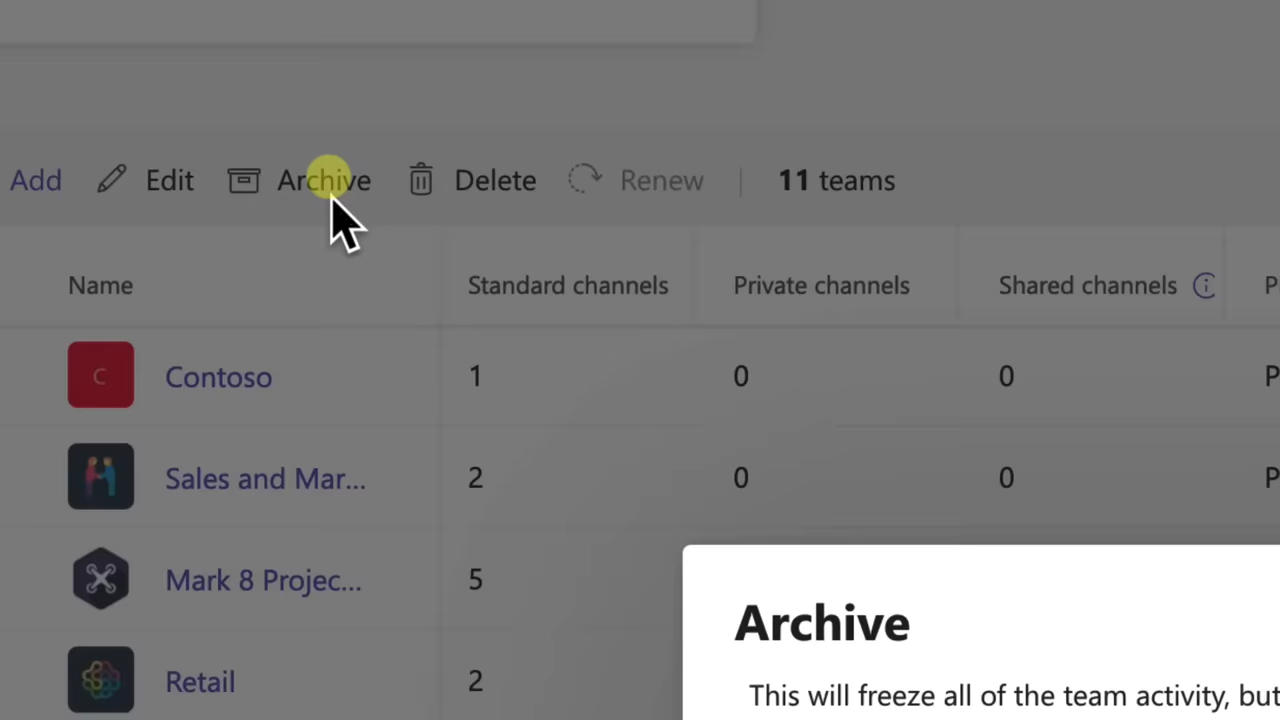 Add Edit Archive Delete Renew 11 teams
Name Standard channels Private channels Shared channels P
C Contoso 1 0 0 P
Sales and Mar... 2 0 0 P
Mark 8 Projec... 5
Retail 2
Archive
This will freeze all of the team activity, but